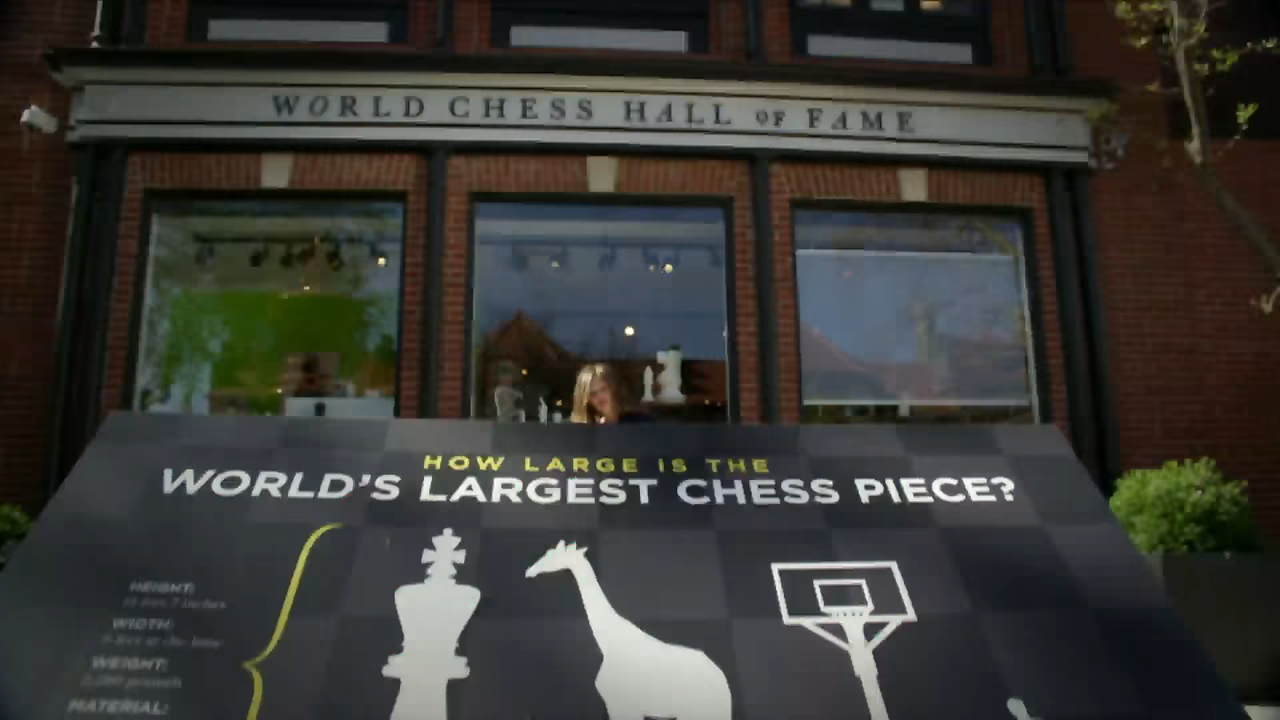 WORLD CHESS HALL OF FAME
HOW LARGE IS THE
WORLD'S LARGEST CHESS PIECE?
HEIGHT:
WIDTH:
WEIGHT:
MATERIAL: